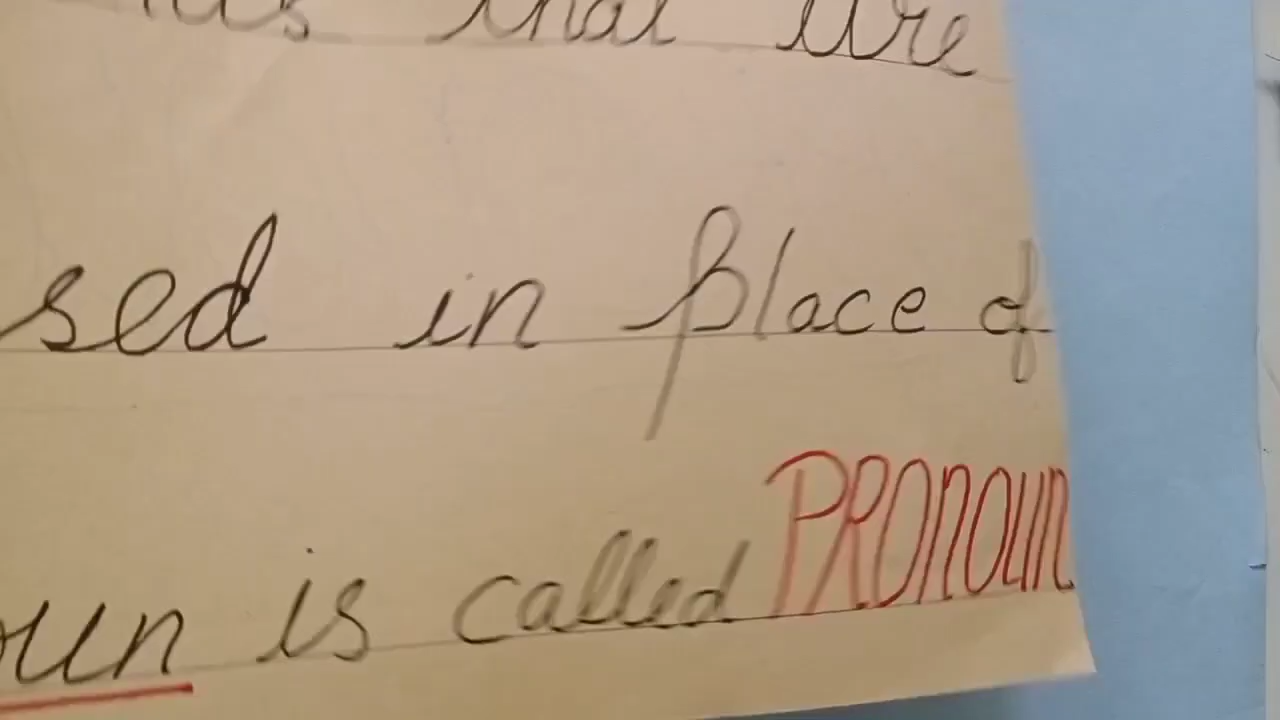 that are
sed in place of
oun is called PRONOUN